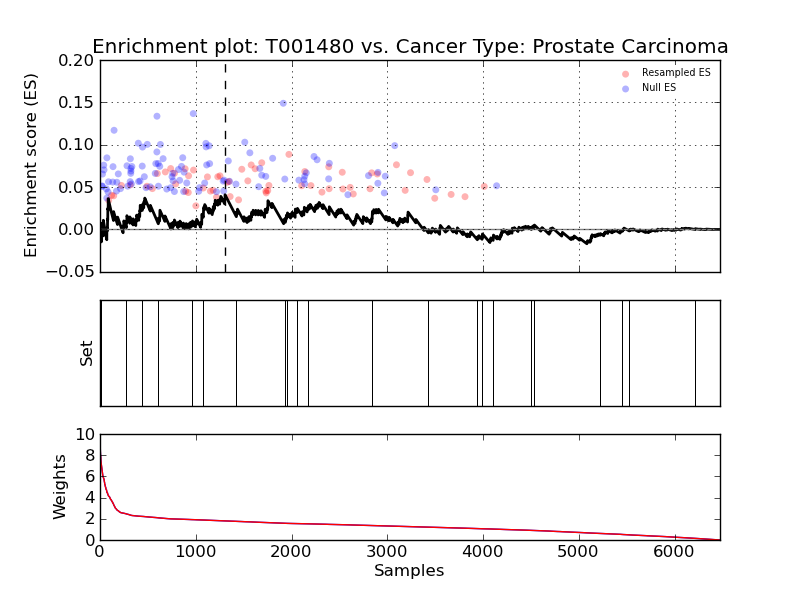 Enrichment plot: T001480 vs. Cancer Type: Prostate Carcinoma
Enrichment score (ES)
0.20
0.15
0.10
0.05
0.00
−0.05
Resampled ES
Null ES
Set
Weights
10
8
6
4
2
0
0 1000 2000 3000 4000 5000 6000
Samples